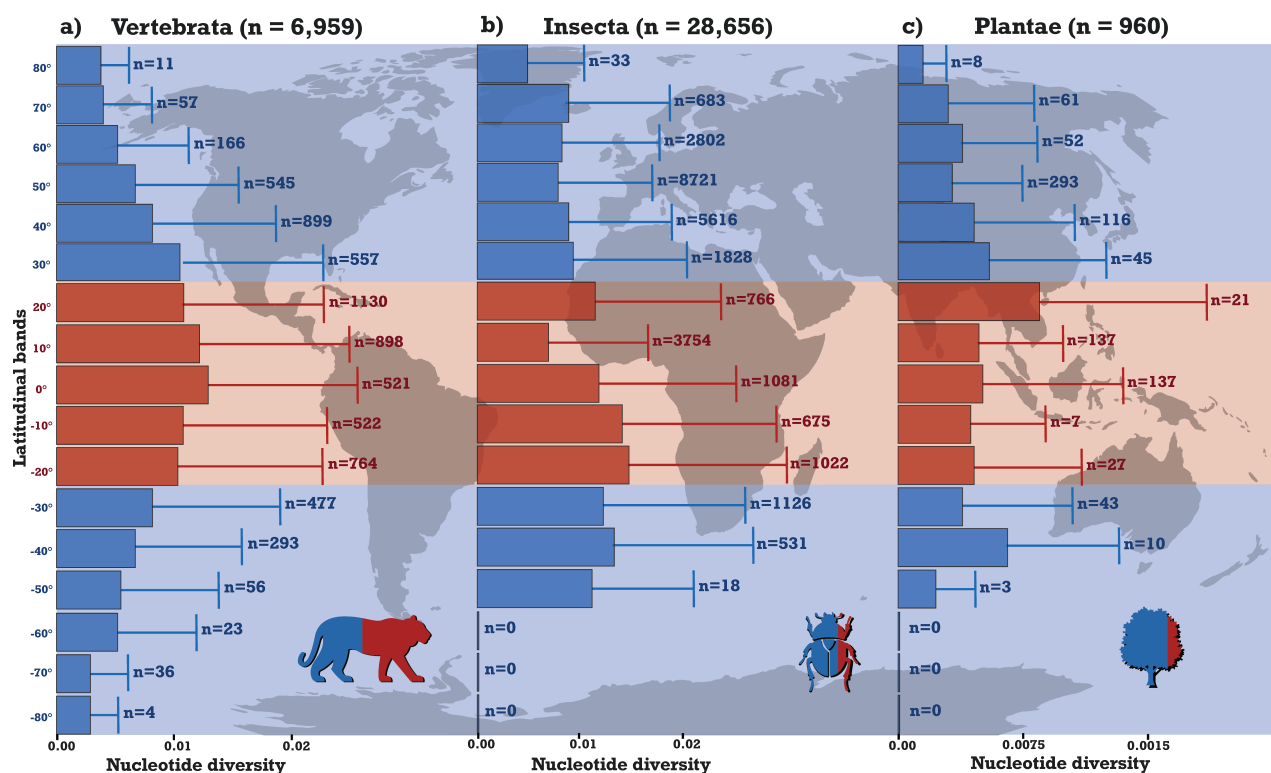 a) Vertebrata (n = 6,959)
b) Insecta (n = 28,656)
c) Plantae (n = 960)
Latitudinal bands
80° n=11 n=33 n=8
70° n=57 n=683 n=61
60° n=166 n=2802 n=52
50° n=545 n=8721 n=293
40° n=899 n=5616 n=116
30° n=557 n=1828 n=45
20° n=1130 n=766 n=21
10° n=898 n=3754 n=137
0° n=521 n=1081 n=137
-10° n=522 n=675 n=7
-20° n=764 n=1022 n=27
-30° n=477 n=1126 n=43
-40° n=293 n=531 n=10
-50° n=56 n=18 n=3
-60° n=23 n=0 n=0
-70° n=36 n=0 n=0
-80° n=4 n=0 n=0
0.00 0.01 0.02 0.00 0.01 0.02 0.00 0.0075 0.0015
Nucleotide diversity Nucleotide diversity Nucleotide diversity